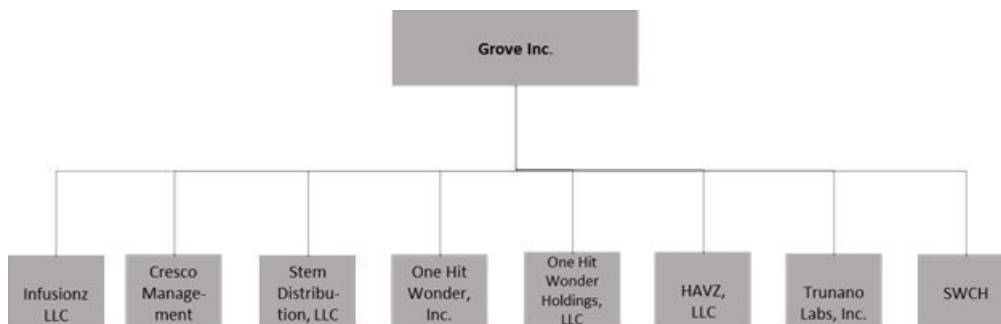 Grove Inc.
Infusionz
LLC
Cresco
Manage-
ment
Stem
Distribu-
tion, LLC
One Hit
Wonder,
Inc.
One Hit
Wonder
Holdings,
LLC
HAVZ,
LLC
Trunano
Labs, Inc.
SWCH